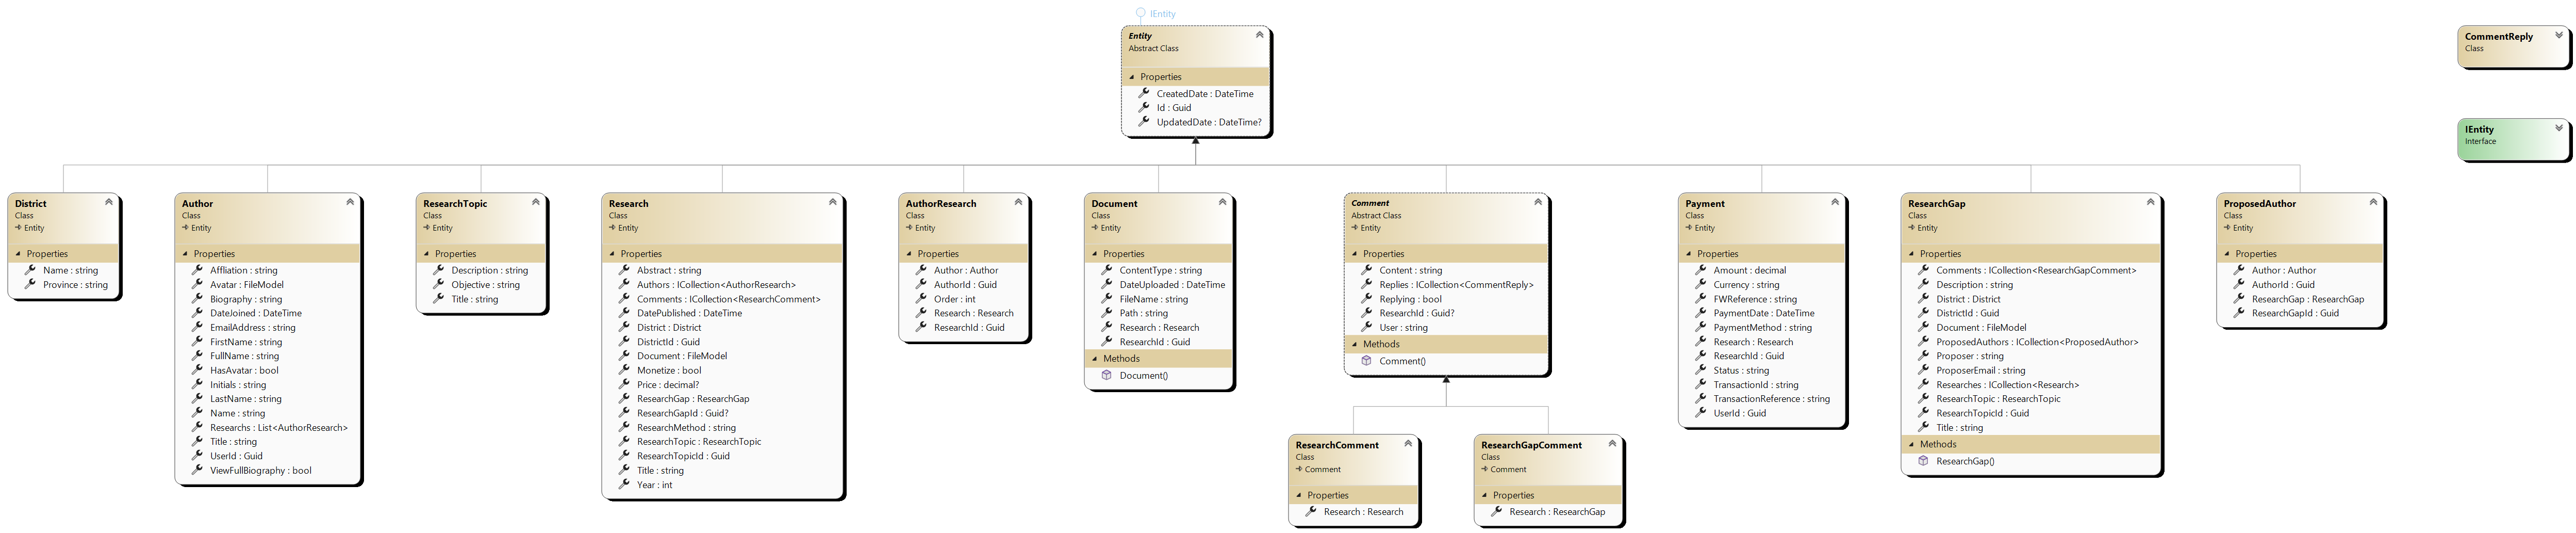 IEntity
Entity
Abstract Class
Properties
CreatedDate : DateTime
Id : Guid
UpdatedDate : DateTime?
CommentReply
Class
IEntity
Interface
District
Class
Entity
Properties
Name : string
Province : string
Author
Class
Entity
Properties
Affliation : string
Avatar : FileModel
Biography : string
DateJoined : DateTime
EmailAddress : string
FirstName : string
FullName : string
HasAvatar : bool
Initials : string
LastName : string
Name : string
Researchs : List<AuthorResearch>
Title : string
UserId : Guid
ViewFullBiography : bool
ResearchTopic
Class
Entity
Properties
Description : string
Objective : string
Title : string
Research
Class
Entity
Properties
Abstract : string
Authors : ICollection<AuthorResearch>
Comments : ICollection<ResearchComment>
DatePublished : DateTime
District : District
DistrictId : Guid
Document : FileModel
Monetize : bool
Price : decimal?
ResearchGap : ResearchGap
ResearchGapId : Guid?
ResearchMethod : string
ResearchTopic : ResearchTopic
ResearchTopicId : Guid
Title : string
Year : int
AuthorResearch
Class
Entity
Properties
Author : Author
AuthorId : Guid
Order : int
Research : Research
ResearchId : Guid
Document
Class
Entity
Properties
ContentType : string
DateUploaded : DateTime
FileName : string
Path : string
Research : Research
ResearchId : Guid
Methods
Document()
Comment
Abstract Class
Entity
Properties
Content : string
Replies : ICollection<CommentReply>
Replying : bool
ResearchId : Guid?
User : string
Methods
Comment()
ResearchComment
Class
Comment
Properties
Research : Research
ResearchGapComment
Class
Comment
Properties
Research : ResearchGap
Payment
Class
Entity
Properties
Amount : decimal
Currency : string
FWReference : string
PaymentDate : DateTime
PaymentMethod : string
Research : Research
ResearchId : Guid
Status : string
TransactionId : string
TransactionReference : string
UserId : Guid
ResearchGap
Class
Entity
Properties
Comments : ICollection<ResearchGapComment>
Description : string
District : District
DistrictId : Guid
Document : FileModel
ProposedAuthors : ICollection<ProposedAuthor>
Proposer : string
ProposerEmail : string
Researches : ICollection<Research>
ResearchTopic : ResearchTopic
ResearchTopicId : Guid
Title : string
Methods
ResearchGap()
ProposedAuthor
Class
Entity
Properties
Author : Author
AuthorId : Guid
ResearchGap : ResearchGap
ResearchGapId : Guid